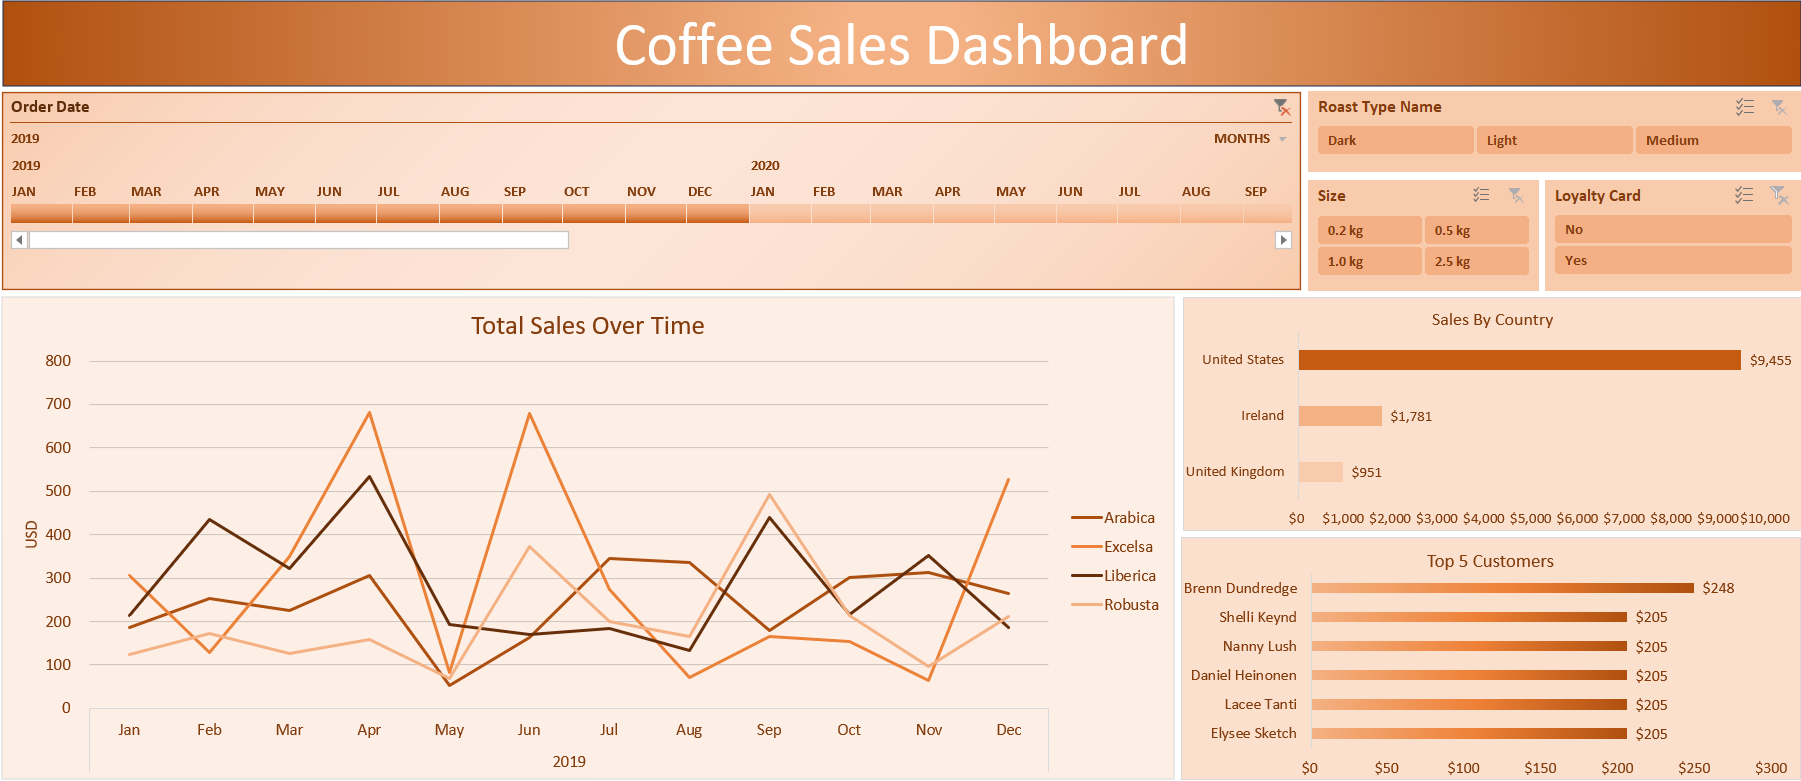 Coffee Sales Dashboard
Order Date
2019
MONTHS
2019 2020
JAN FEB MAR APR MAY JUN JUL AUG SEP OCT NOV DEC JAN FEB MAR APR MAY JUN JUL AUG SEP
Roast Type Name
Dark Light Medium
Size
0.2 kg 0.5 kg
1.0 kg 2.5 kg
Loyalty Card
No
Yes
Total Sales Over Time
800
700
600
500
400
300
200
100
0
USD
Jan Feb Mar Apr May Jun Jul Aug Sep Oct Nov Dec
2019
Arabica
Excelsa
Liberica
Robusta
Sales By Country
United States $9,455
Ireland $1,781
United Kingdom $951
$0 $1,000 $2,000 $3,000 $4,000 $5,000 $6,000 $7,000 $8,000 $9,000 $10,000
Top 5 Customers
Brenn Dundredge $248
Shelli Keynd $205
Nanny Lush $205
Daniel Heinonen $205
Lacee Tanti $205
Elysee Sketch $205
$0 $50 $100 $150 $200 $250 $300